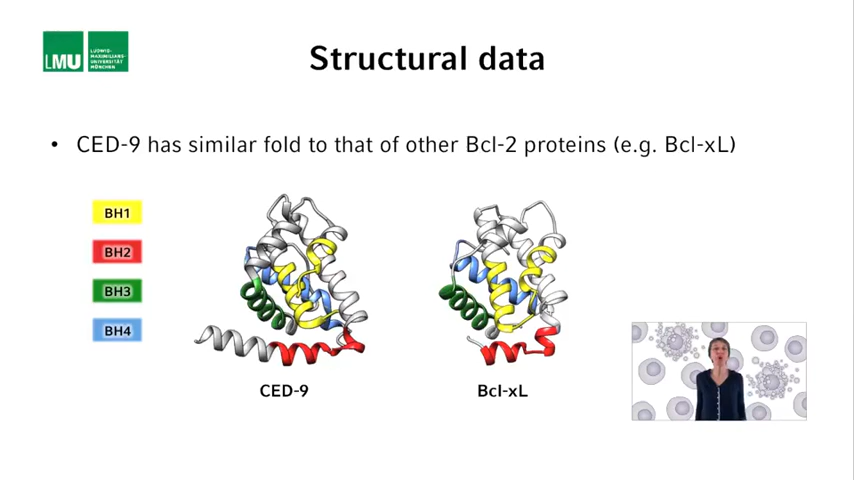 LMU
LUDWIG-
MAXIMILIANS-
UNIVERSITÄT
MÜNCHEN
Structural data
• CED-9 has similar fold to that of other Bcl-2 proteins (e.g. Bcl-xL)
BH1
BH2
BH3
BH4
CED-9
Bcl-xL